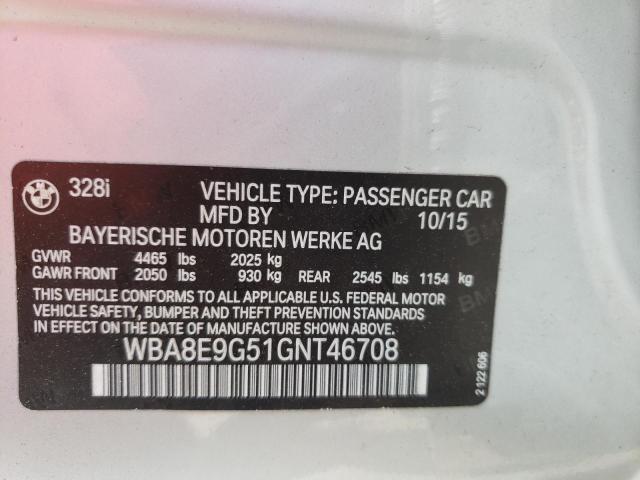 328i VEHICLE TYPE: PASSENGER CAR
MFD BY 10/15
BAYERISCHE MOTOREN WERKE AG
GVWR 4465 lbs 2025 kg
GAWR FRONT 2050 lbs 930 kg REAR 2545 lbs 1154 kg
THIS VEHICLE CONFORMS TO ALL APPLICABLE U.S. FEDERAL MOTOR
VEHICLE SAFETY, BUMPER AND THEFT PREVENTION STANDARDS
IN EFFECT ON THE DATE OF MANUFACTURE SHOWN ABOVE.
WBA8E9G51GNT46708
2 122 606